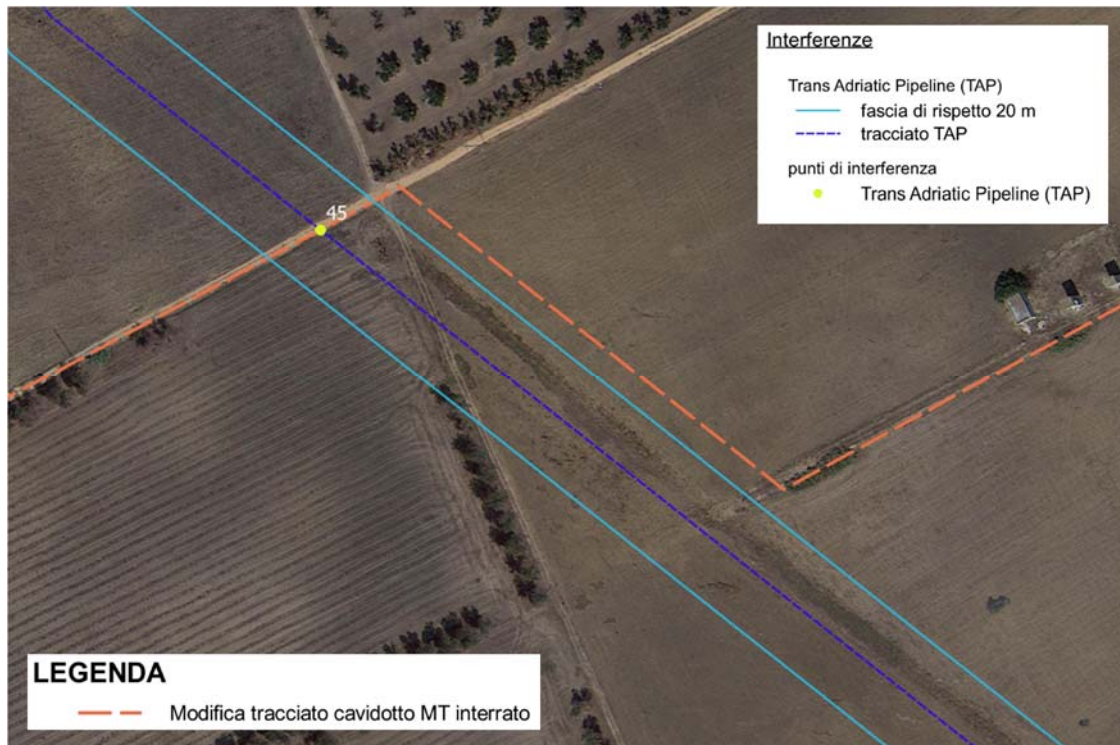 Interferenze
Trans Adriatic Pipeline (TAP)
fascia di rispetto 20 m
tracciato TAP
punti di interferenza
Trans Adriatic Pipeline (TAP)
45
LEGENDA
Modifica tracciato cavidotto MT interrato